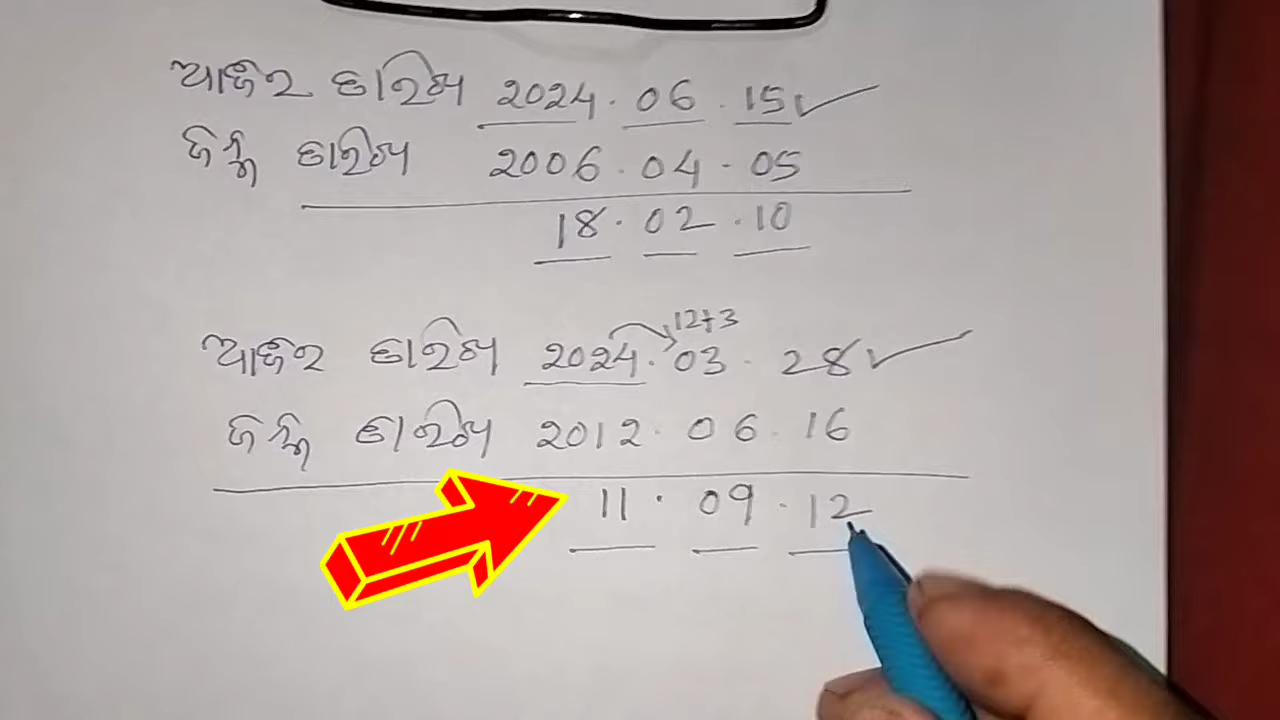 ଆଜିର ତାରିଖ 2024.06.15✓
ଜନ୍ମ ତାରିଖ 2006.04.05
18.02.10
12+3
ଆଜିର ତାରିଖ 2024.03.28✓
ଜନ୍ମ ତାରିଖ 2012.06.16
11.09.12